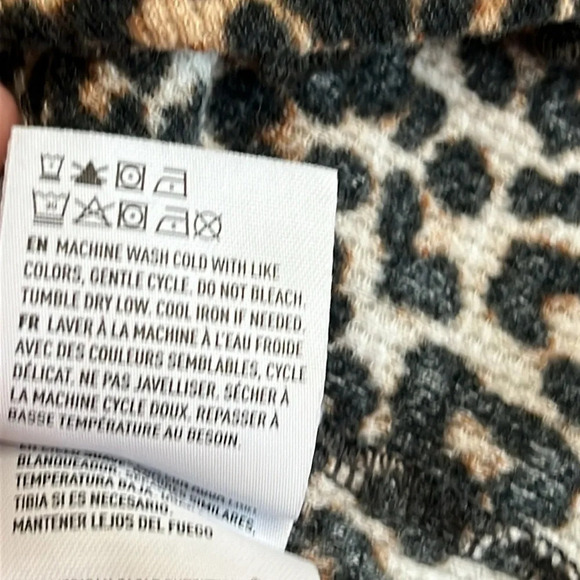 EN MACHINE WASH COLD WITH LIKE
COLORS, GENTLE CYCLE. DO NOT BLEACH.
TUMBLE DRY LOW. COOL IRON IF NEEDED.
FR LAVER À LA MACHINE À L'EAU FROIDE
AVEC DES COULEURS SEMBLABLES, CYCLE
DÉLICAT. NE PAS JAVELLISER. SÉCHER À
LA MACHINE CYCLE DOUX. REPASSER À
BASSE TEMPÉRATURE AU BESOIN.
TEMPERATURA BAJA
TIBIA SI ES NECESARIO.
MANTENER LEJOS DEL FUEGO